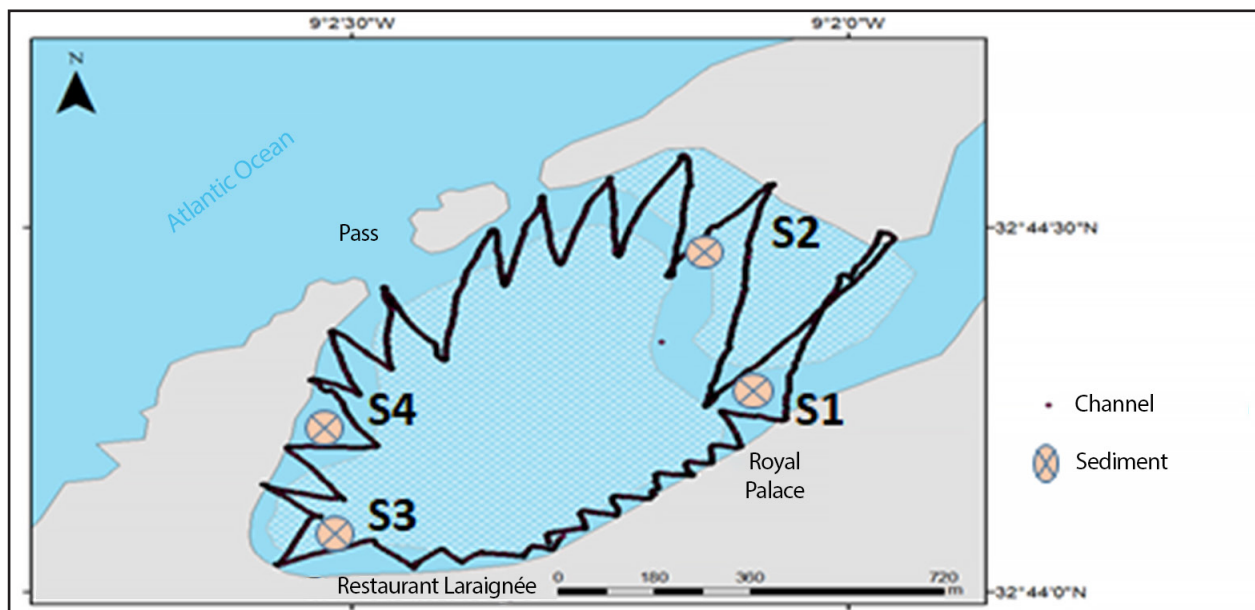 9°2'30"W
9°2'0"W
N
Atlantic Ocean
Pass
S2
32°44'30"N
S4
S1
Channel
Royal
Palace
Sediment
S3
Restaurant Laraignée
0 180 360 720
m
32°44'0"N